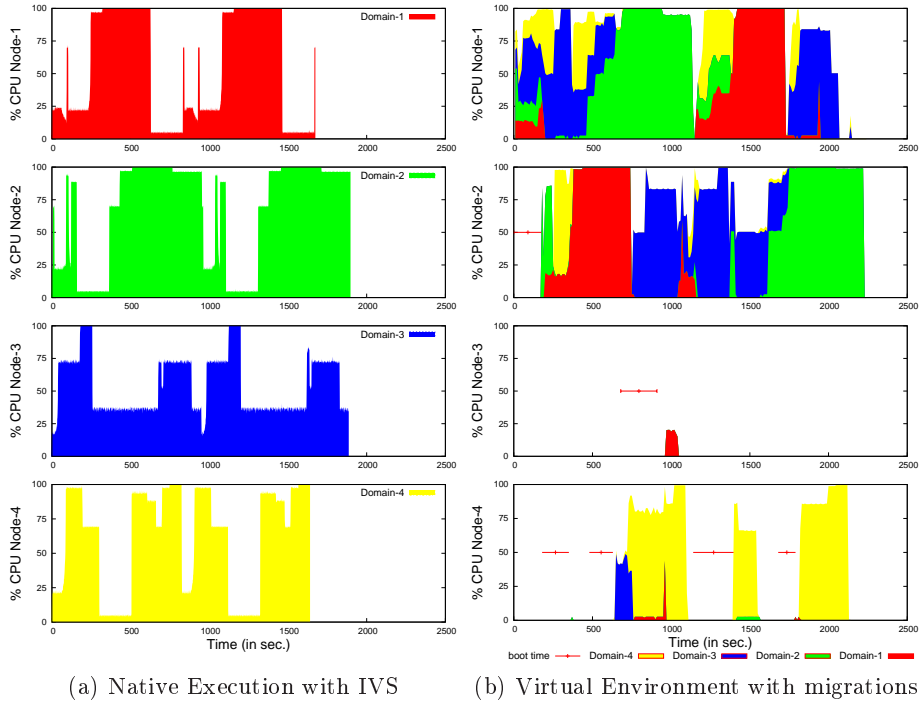 100
75
50
25
0
% CPU Node-1
0 500 1000 1500 2000 2500
Domain-1
100
75
50
25
0
% CPU Node-2
0 500 1000 1500 2000 2500
Domain-2
100
75
50
25
0
% CPU Node-3
0 500 1000 1500 2000 2500
Domain-3
100
75
50
25
0
% CPU Node-4
0 500 1000 1500 2000 2500
Domain-4
Time (in sec.)
(a) Native Execution with IVS
100
75
50
25
0
% CPU Node-1
0 500 1000 1500 2000 2500
100
75
50
25
0
% CPU Node-2
0 500 1000 1500 2000 2500
100
75
50
25
0
% CPU Node-3
0 500 1000 1500 2000 2500
100
75
50
25
0
% CPU Node-4
0 500 1000 1500 2000 2500
Time (in sec.)
boot time Domain-4 Domain-3 Domain-2 Domain-1
(b) Virtual Environment with migrations